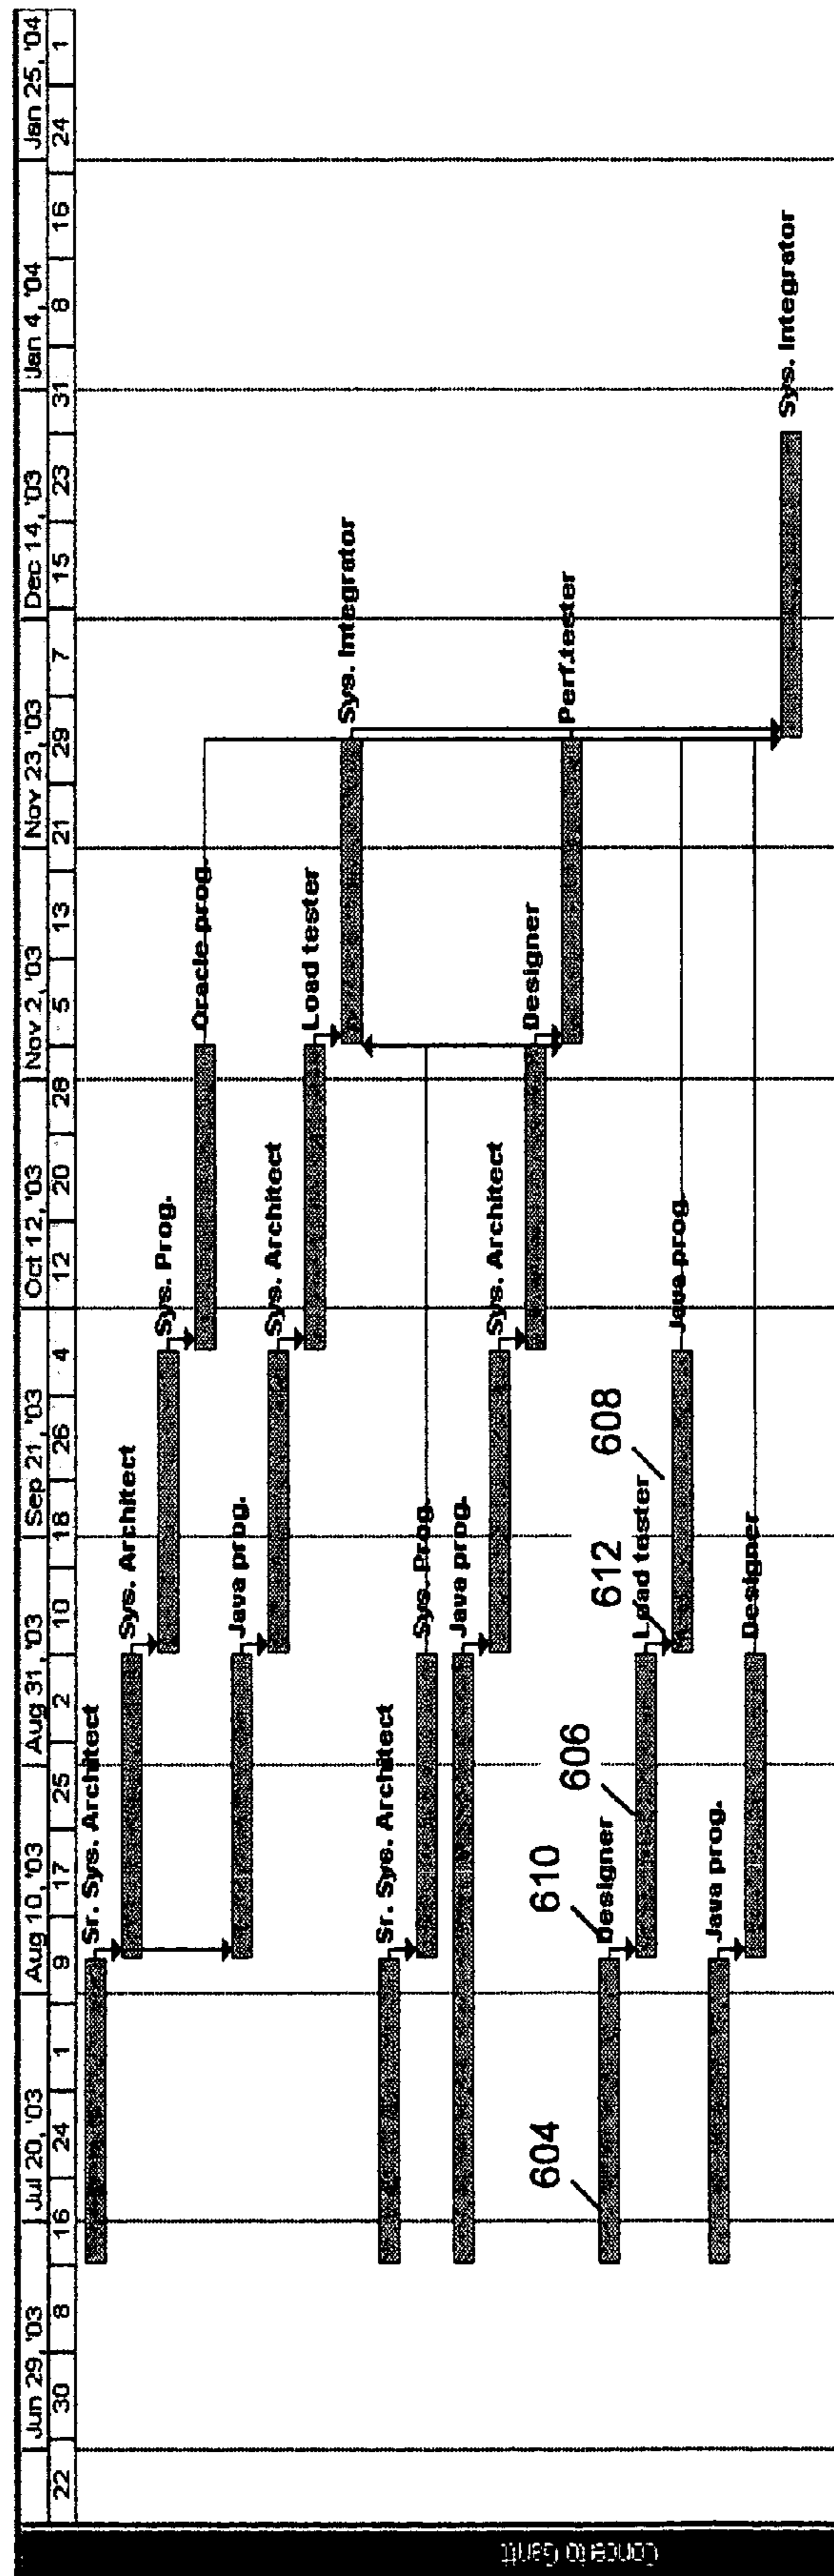 Jun 29, '03 Jul 20, '03 Aug 10, '03 Aug 31, '03 Sep 21, '03 Oct 12, '03 Nov 2, '03 Nov 23, '03 Dec 14, '03 Jan 4, '04 Jan 25, '04
22 30 8 16 24 1 9 17 25 2 10 18 26 4 12 20 28 5 13 21 29 7 15 23 31 8 16 24 1
Sr. Sys. Architect
Sys. Architect
Sys. Prog.
Oracle prog.
Java prog.
Sys. Architect
Load tester
Sys. Integrator
Sr. Sys. Architect
Sys. Prog.
Java prog.
Sys. Architect
Designer
Perf.tester
604 610 606 612 608
Designer
Load tester
Java prog.
Java prog.
Designer
Sys. Integrator
Concerto Gantt